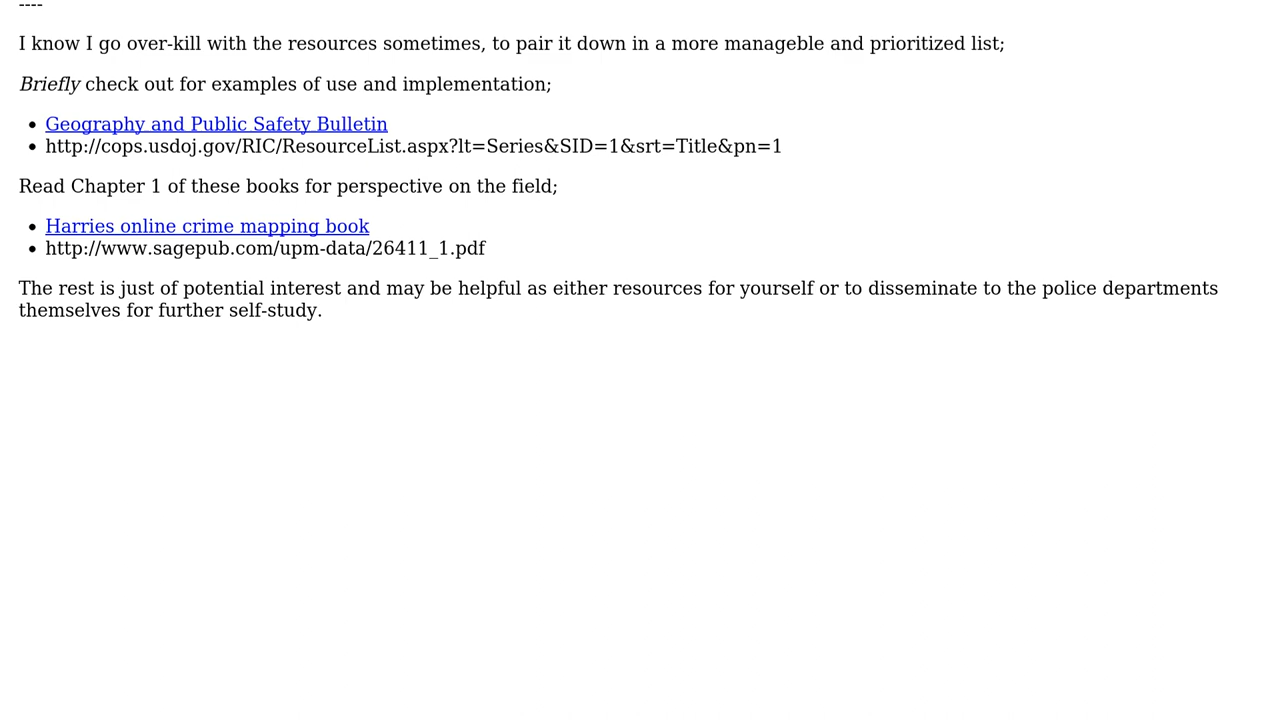 ----
I know I go over-kill with the resources sometimes, to pair it down in a more manageble and prioritized list;
Briefly check out for examples of use and implementation;
• Geography and Public Safety Bulletin
• http://cops.usdoj.gov/RIC/ResourceList.aspx?lt=Series&SID=1&srt=Title&pn=1
Read Chapter 1 of these books for perspective on the field;
• Harries online crime mapping book
• http://www.sagepub.com/upm-data/26411_1.pdf
The rest is just of potential interest and may be helpful as either resources for yourself or to disseminate to the police departments
themselves for further self-study.